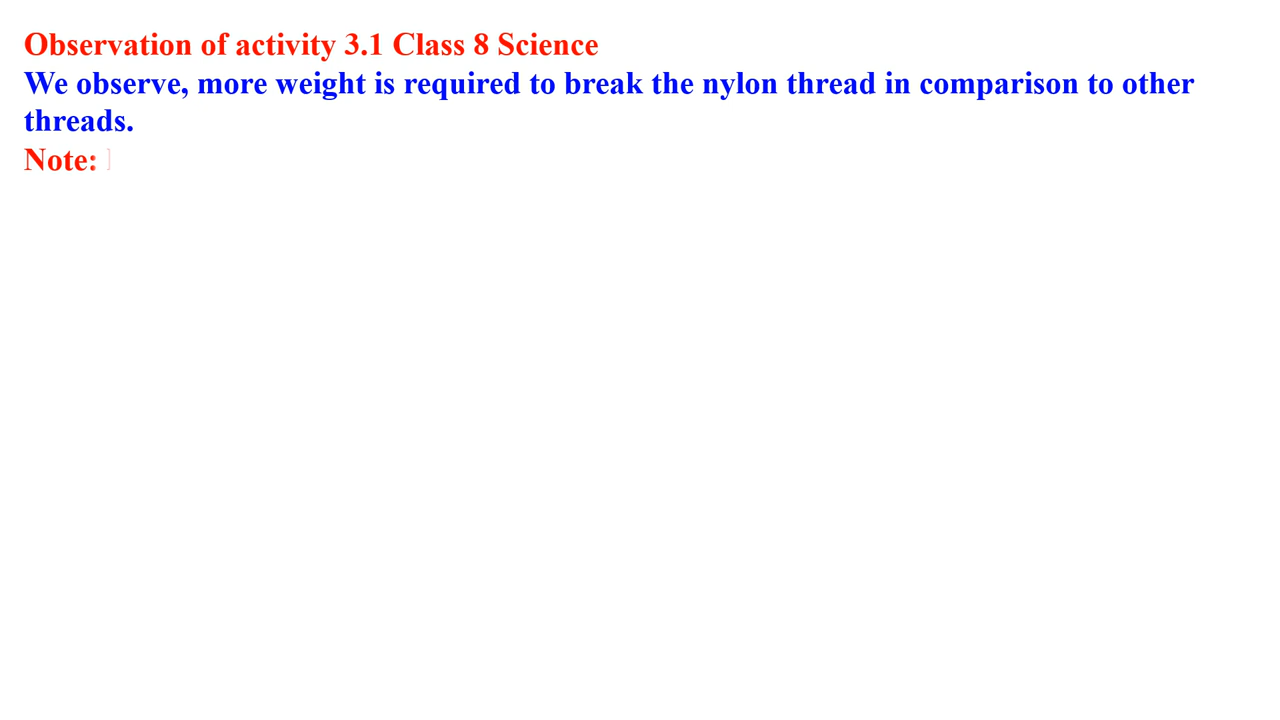 Observation of activity 3.1 Class 8 Science
We observe, more weight is required to break the nylon thread in comparison to other
threads.
Note: